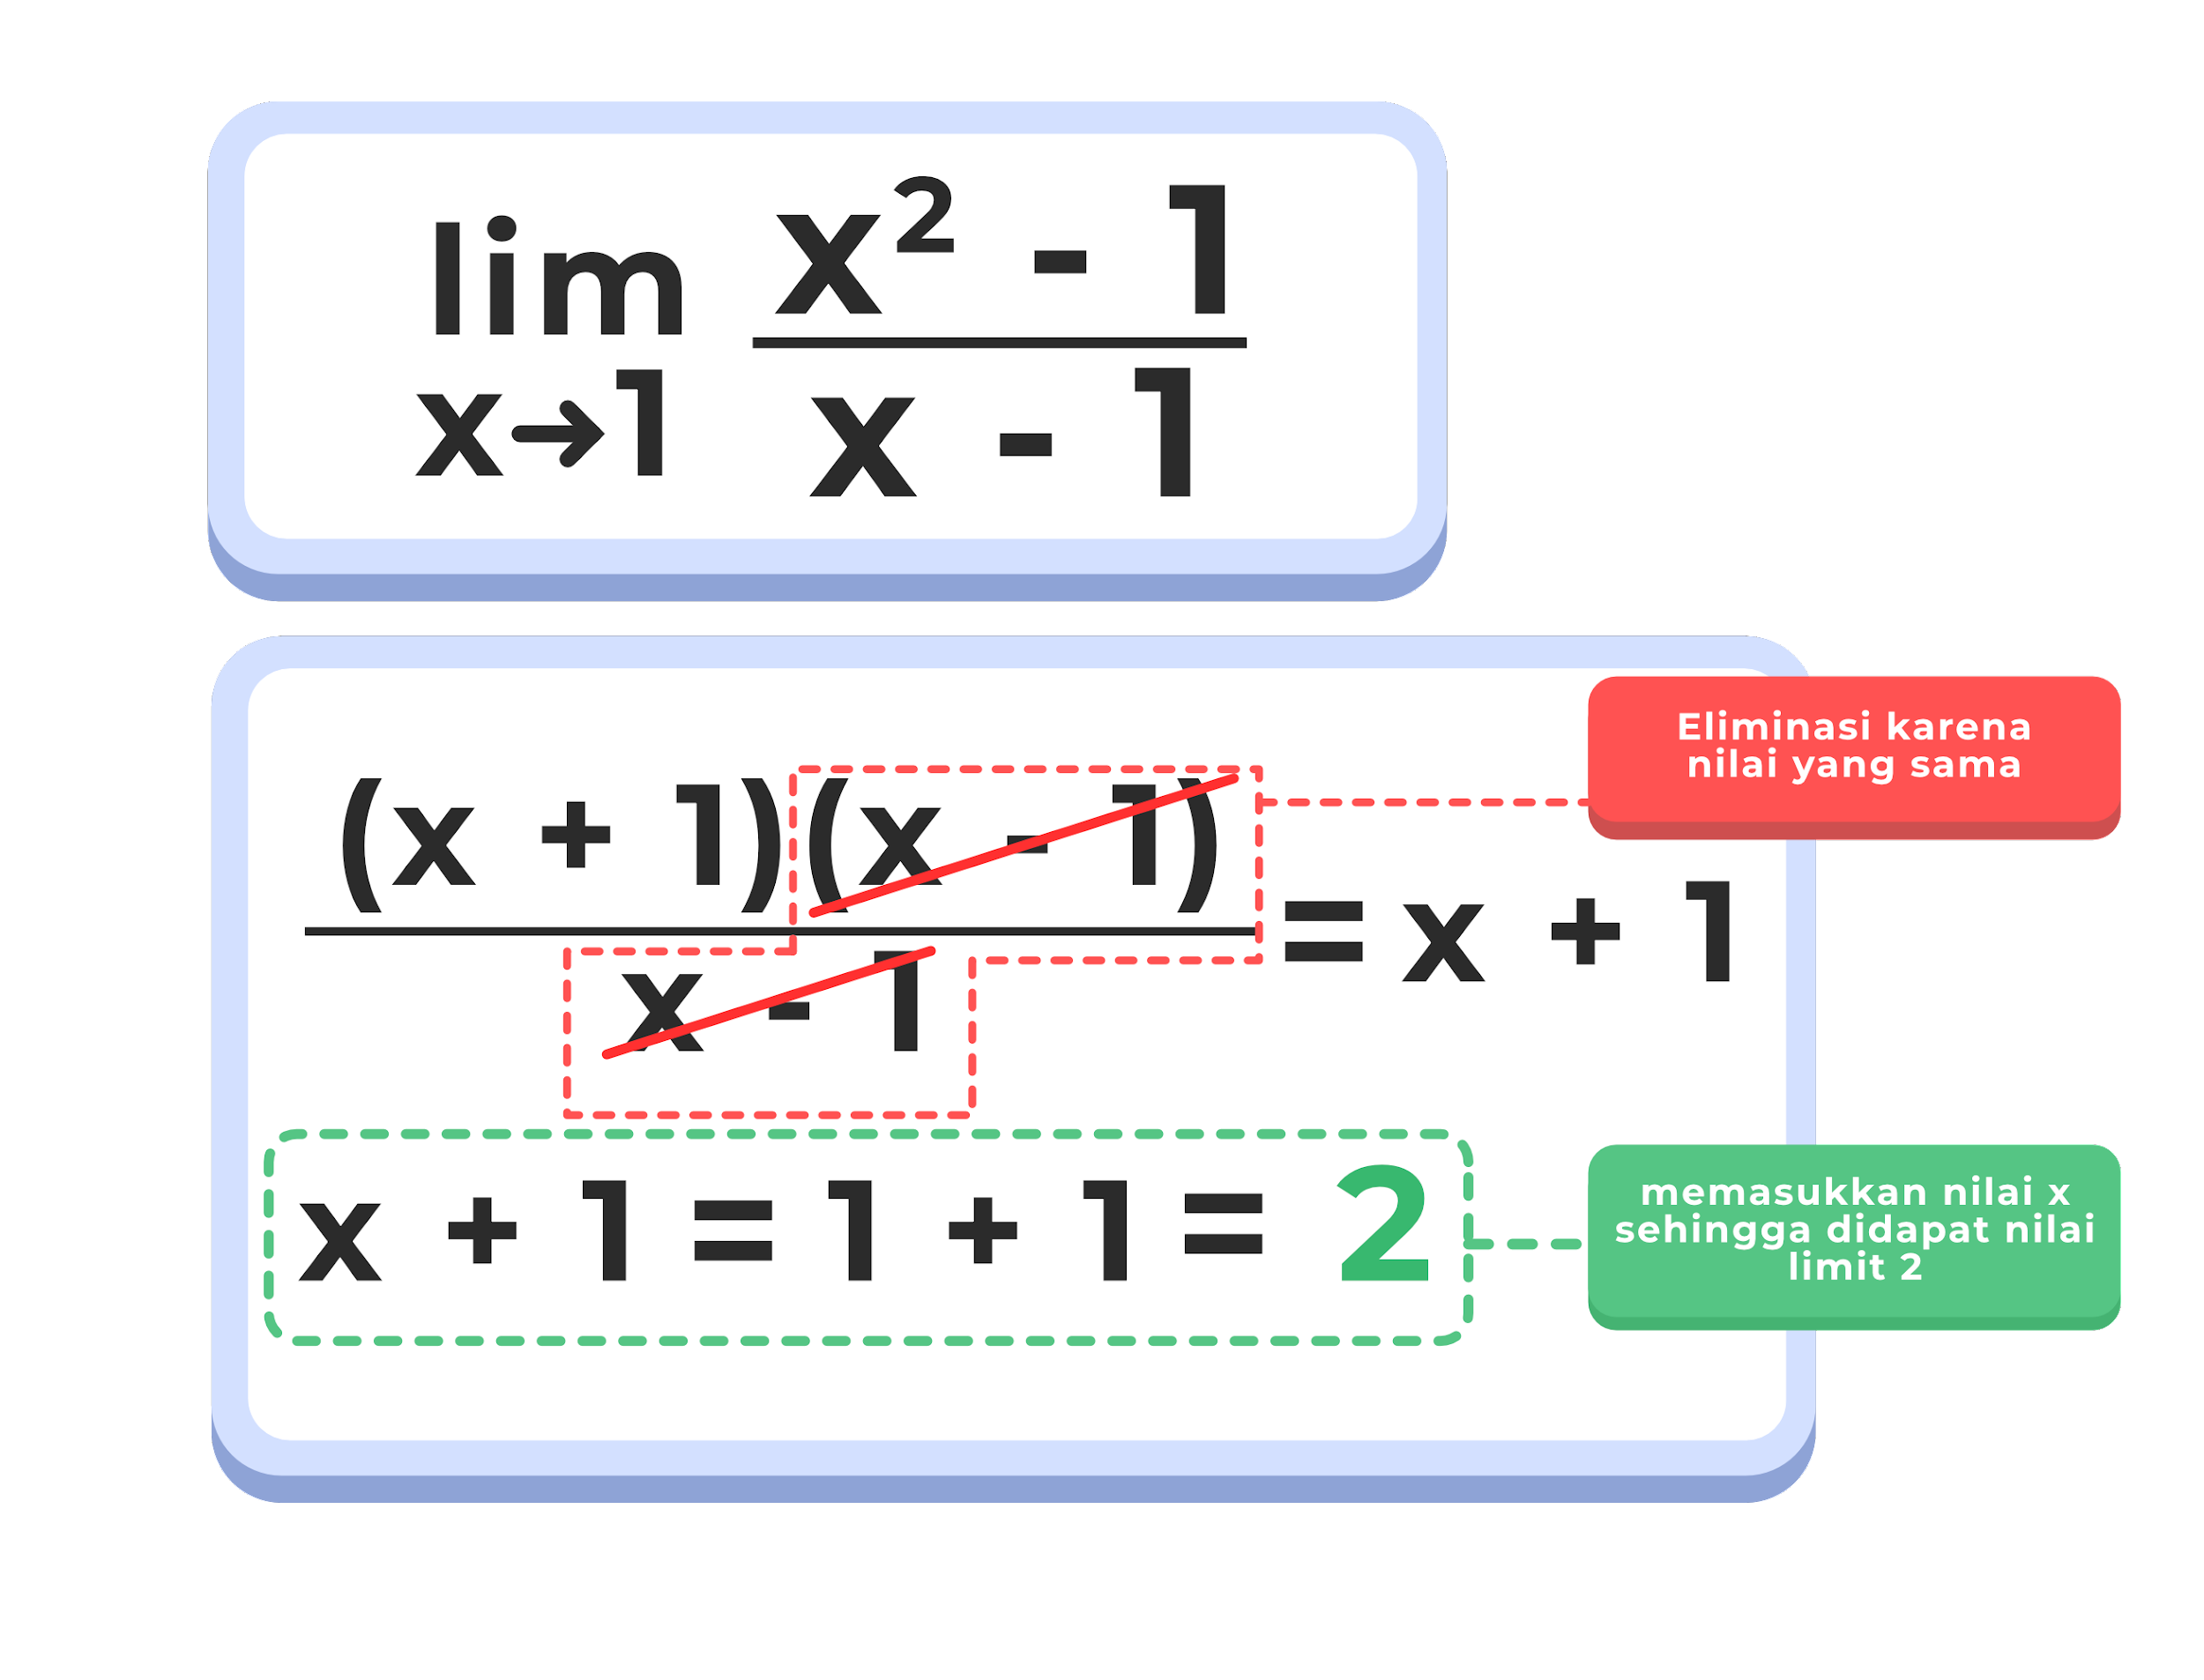 lim x² - 1
x→1 x - 1
Eliminasi karena
nilai yang sama
(x + 1)(x - 1)
= x + 1
x - 1
x + 1 = 1 + 1 = 2
memasukkan nilai x
sehingga didapat nilai
limit 2